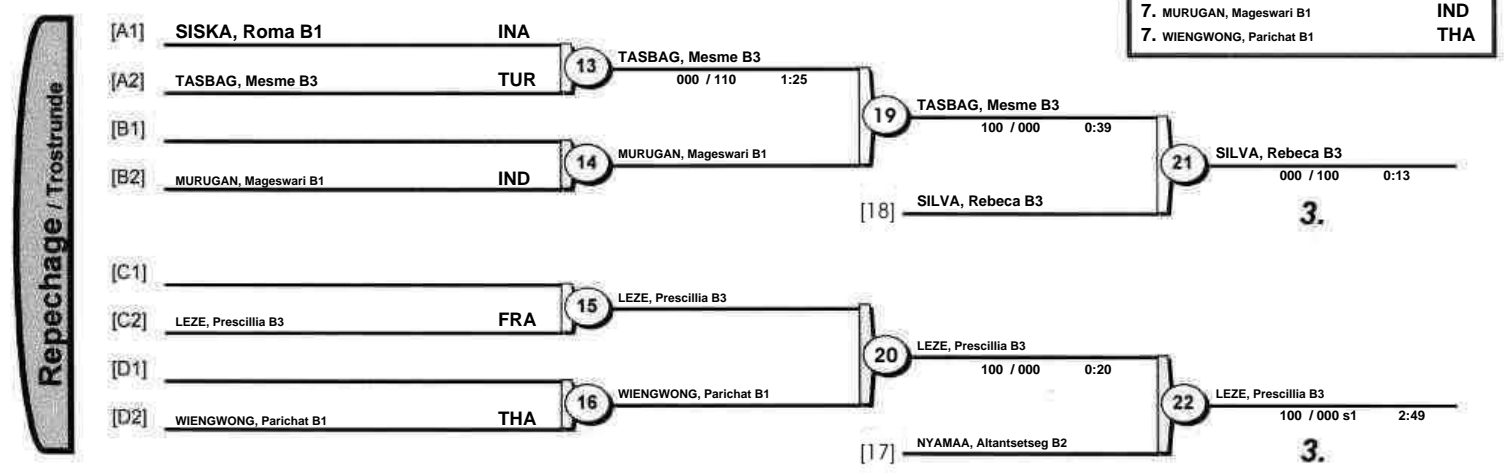 7. MURUGAN, Mageswari B1 IND
7. WIENGWONG, Parichat B1 THA
Repechage / Trostrunde
[A1] SISKA, Roma B1 INA
13
TASBAG, Mesme B3
000 / 110 1:25
[A2] TASBAG, Mesme B3 TUR
19
TASBAG, Mesme B3
100 / 000 0:39
[B1]
14
MURUGAN, Mageswari B1
[B2] MURUGAN, Mageswari B1 IND
21
SILVA, Rebeca B3
000 / 100 0:13
3.
[18] SILVA, Rebeca B3
[C1]
15
LEZE, Prescillia B3
[C2] LEZE, Prescillia B3 FRA
20
LEZE, Prescillia B3
100 / 000 0:20
[D1]
16
WIENGWONG, Parichat B1
[D2] WIENGWONG, Parichat B1 THA
22
LEZE, Prescillia B3
100 / 000 s1 2:49
3.
[17] NYAMAA, Altantsetseg B2